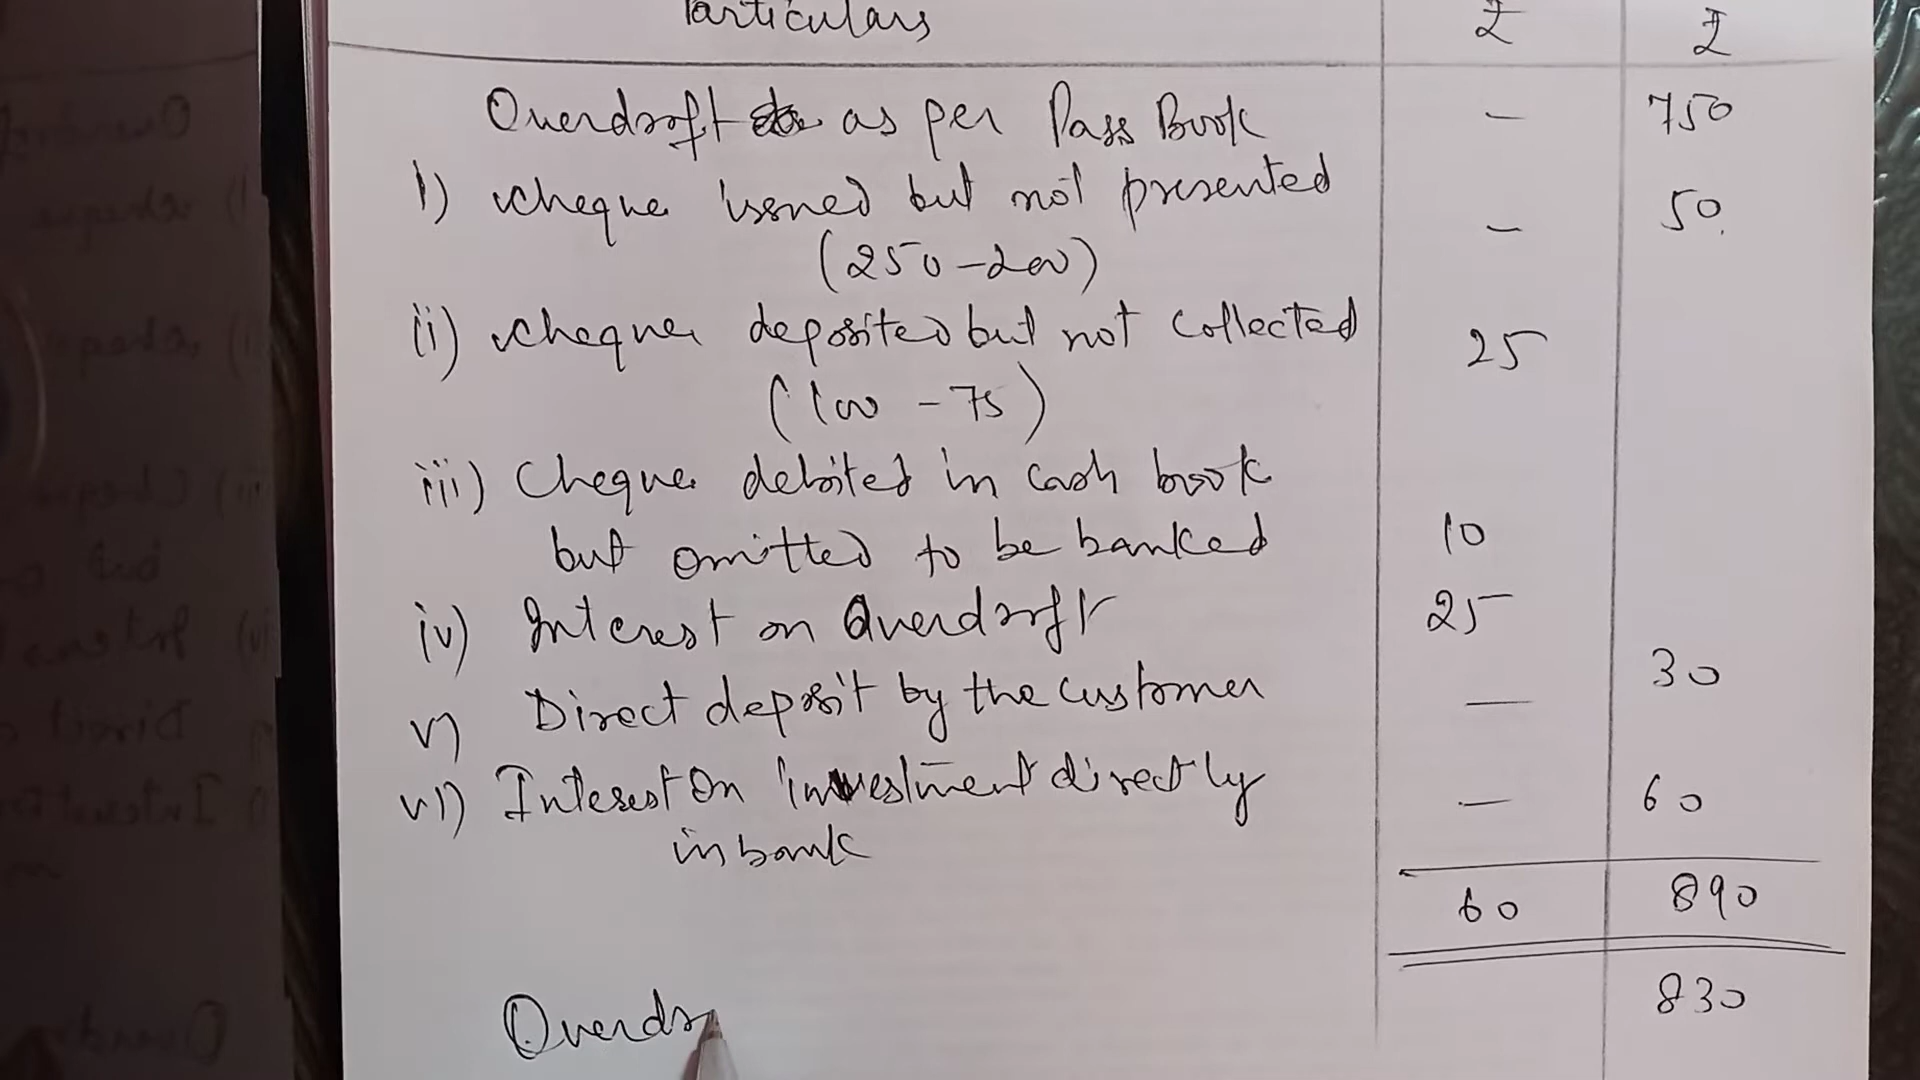 Particulars ₹ ₹
Overdraft as per Pass Book - 750
i) Cheque issued but not presented - 50
(250-200)
ii) Cheque deposited but not collected 25
(100-75)
iii) Cheque debited in cash book
but omitted to be banked 10
iv) Interest on Overdraft 25
v) Direct deposit by the customer - 30
vi) Interest on investment directly - 60
in bank
60 890
830
Overdr